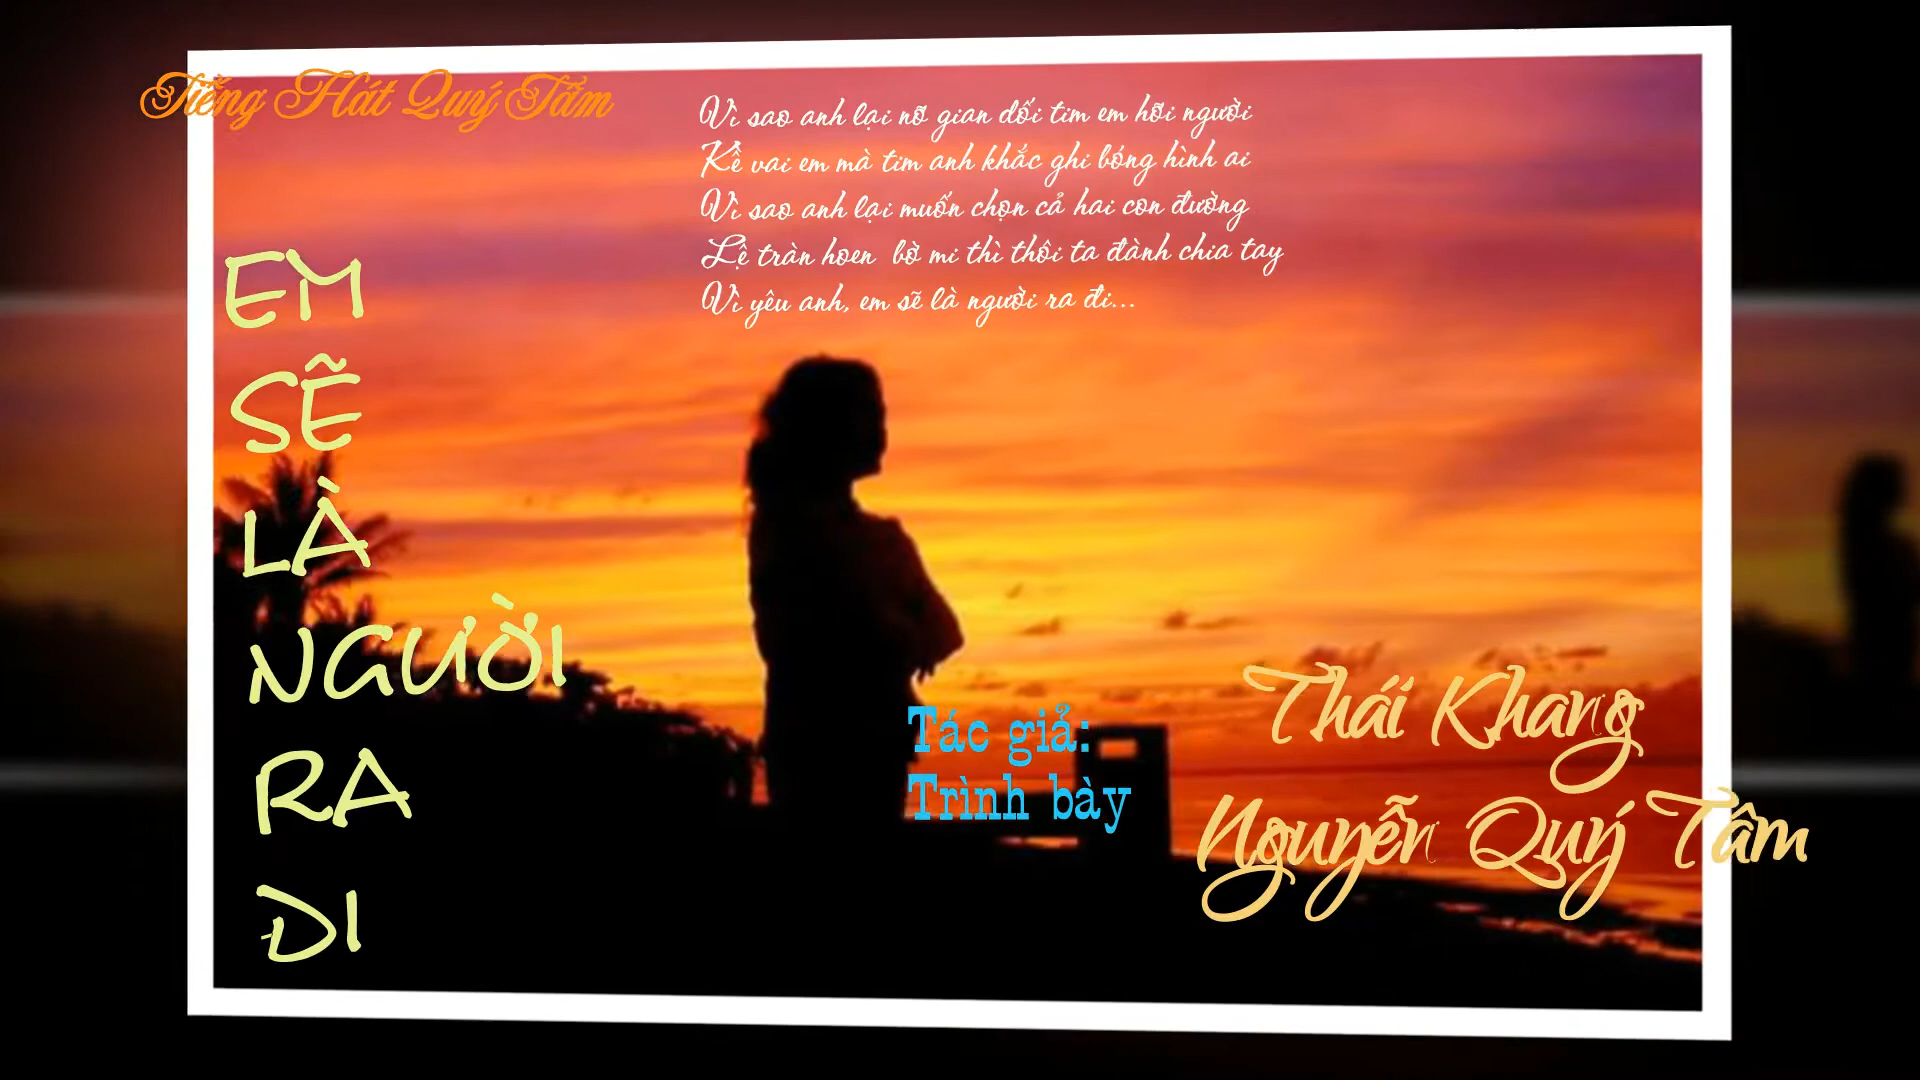 Tiếng Hát Quý Tâm
Vì sao anh lại nỡ gian dối tim em hỡi người
Kề vai em mà tim anh khắc ghi bóng hình ai
Vì sao anh lại muốn chọn cả hai con đường
Lệ tràn hoen bờ mi thì thôi ta đành chia tay
Vì yêu anh, em sẽ là người ra đi...
EM
SẼ
LÀ
NGƯỜI
RA
ĐI
Tác giả: Thái Khang
Trình bày Nguyễn Quý Tâm